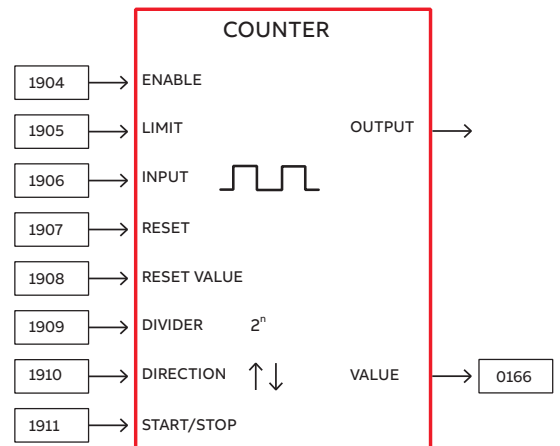 COUNTER
1904 ENABLE
1905 LIMIT OUTPUT
1906 INPUT
1907 RESET
1908 RESET VALUE
1909 DIVIDER 2ⁿ
1910 DIRECTION ↑↓ VALUE 0166
1911 START/STOP